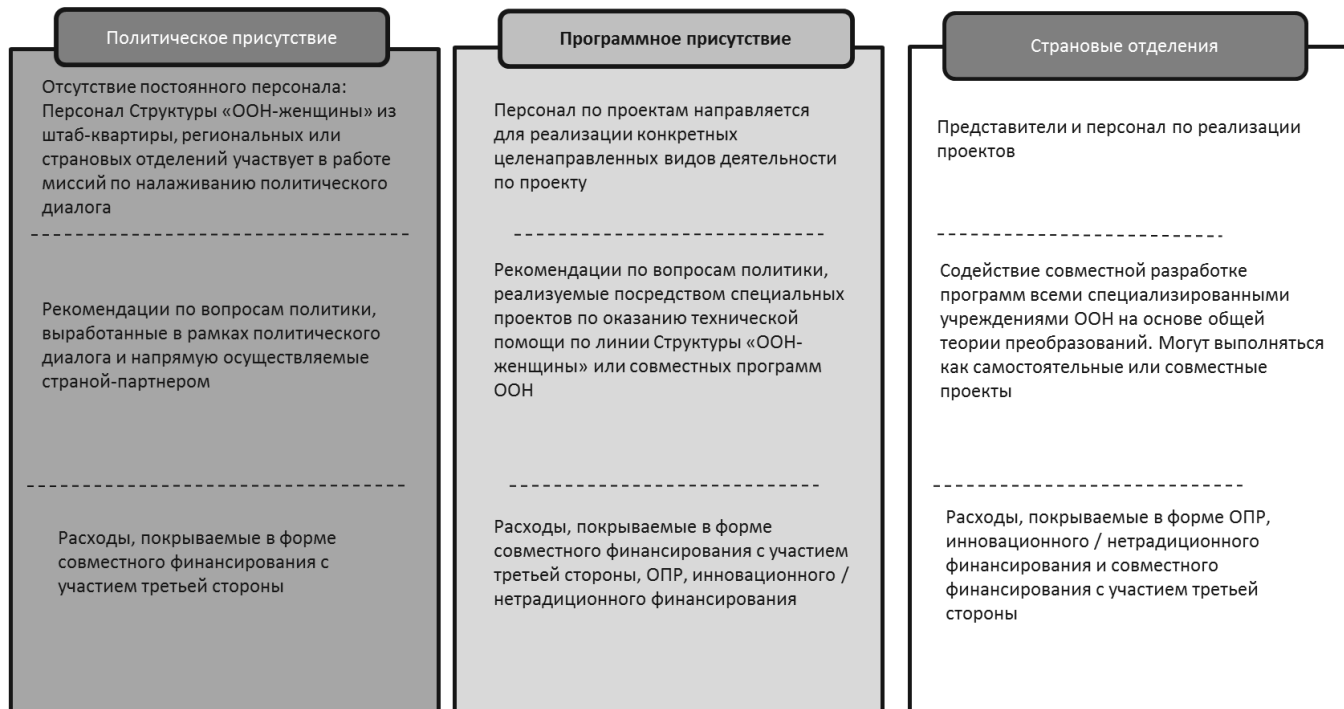 Политическое присутствие
Отсутствие постоянного персонала:
Персонал Структуры «ООН-женщины» из
штаб-квартиры, региональных или
страновых отделений участвует в работе
миссий по налаживанию политического
диалога
Рекомендации по вопросам политики,
выработанные в рамках политического
диалога и напрямую осуществляемые
страной-партнером
Расходы, покрываемые в форме
совместного финансирования с
участием третьей стороны
Программное присутствие
Персонал по проектам направляется
для реализации конкретных
целенаправленных видов деятельности
по проекту
Рекомендации по вопросам политики,
реализуемые посредством специальных
проектов по оказанию технической
помощи по линии Структуры «ООН-
женщины» или совместных программ
ООН
Расходы, покрываемые в форме
совместного финансирования с участием
третьей стороны, ОПР, инновационного /
нетрадиционного финансирования
Страновые отделения
Представители и персонал по реализации
проектов
Содействие совместной разработке
программ всеми специализированными
учреждениями ООН на основе общей
теории преобразований. Могут выполняться
как самостоятельные или совместные
проекты
Расходы, покрываемые в форме ОПР,
инновационного / нетрадиционного
финансирования и совместного
финансирования с участием третьей
стороны